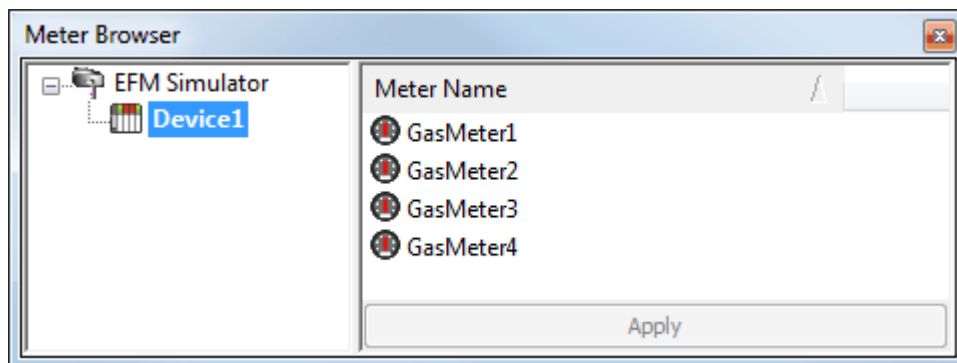 Meter Browser
EFM Simulator
Device1
Meter Name
GasMeter1
GasMeter2
GasMeter3
GasMeter4
Apply